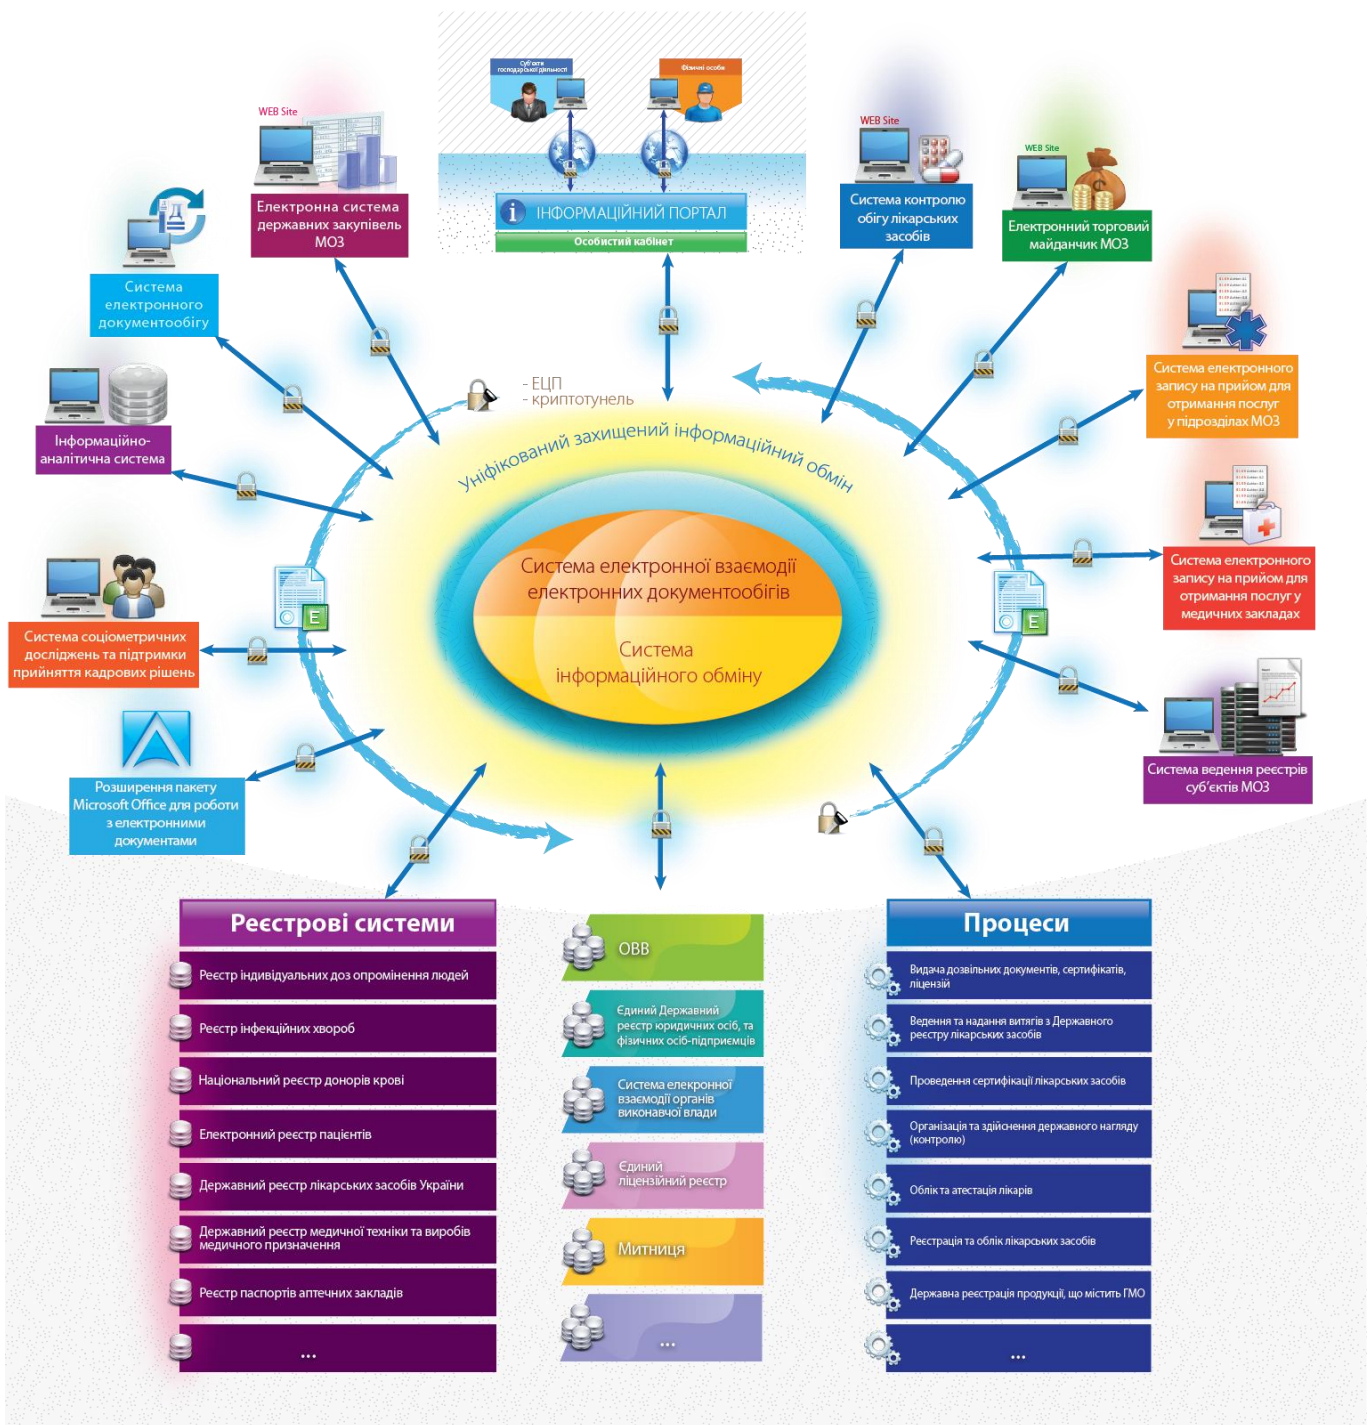 Суб'єкти
господарської діяльності
Фізичні особи
WEB Site
WEB Site
WEB Site
ІНФОРМАЦІЙНИЙ ПОРТАЛ
Особистий кабінет
Електронна система
державних закупівель
МОЗ
Система контролю
обігу лікарських
засобів
Електронний торговий
майданчик МОЗ
Система
електронного
документообігу
Система електронного
запису на прийом для
отримання послуг
у підрозділах МОЗ
Інформаційно-
аналітична система
- ЕЦП
- криптотунель
Уніфікований захищений інформаційний обмін
Система електронної взаємодії
електронних документообігів
Система
інформаційного обміну
E
E
Система електронного
запису на прийом для
отримання послуг у
медичних закладах
Система соціометричних
досліджень та підтримки
прийняття кадрових рішень
Система ведення реєстрів
суб'єктів МОЗ
Розширення пакету
Microsoft Office для роботи
з електронними
документами
Реєстрові системи
Реєстр індивідуальних доз опромінення людей
Реєстр інфекційних хвороб
Національний реєстр донорів крові
Електронний реєстр пацієнтів
Державний реєстр лікарських засобів України
Державний реєстр медичної техніки та виробів
медичного призначення
Реєстр паспортів аптечних закладів
...
ОВВ
Єдиний Державний
реєстр юридичних осіб, та
фізичних осіб-підприємців
Система елекронної
взаємодії органів
виконавчої влади
Єдиний
ліцензійний реєстр
Митниця
...
Процеси
Видача дозвільних документів, сертифікатів,
ліцензій
Ведення та надання витягів з Державного
реєстру лікарських засобів
Проведення сертифікації лікарських засобів
Організація та здійснення державного нагляду
(контролю)
Облік та атестація лікарів
Реєстрація та облік лікарських засобів
Державна реєстрація продукції, що містить ГМО
...